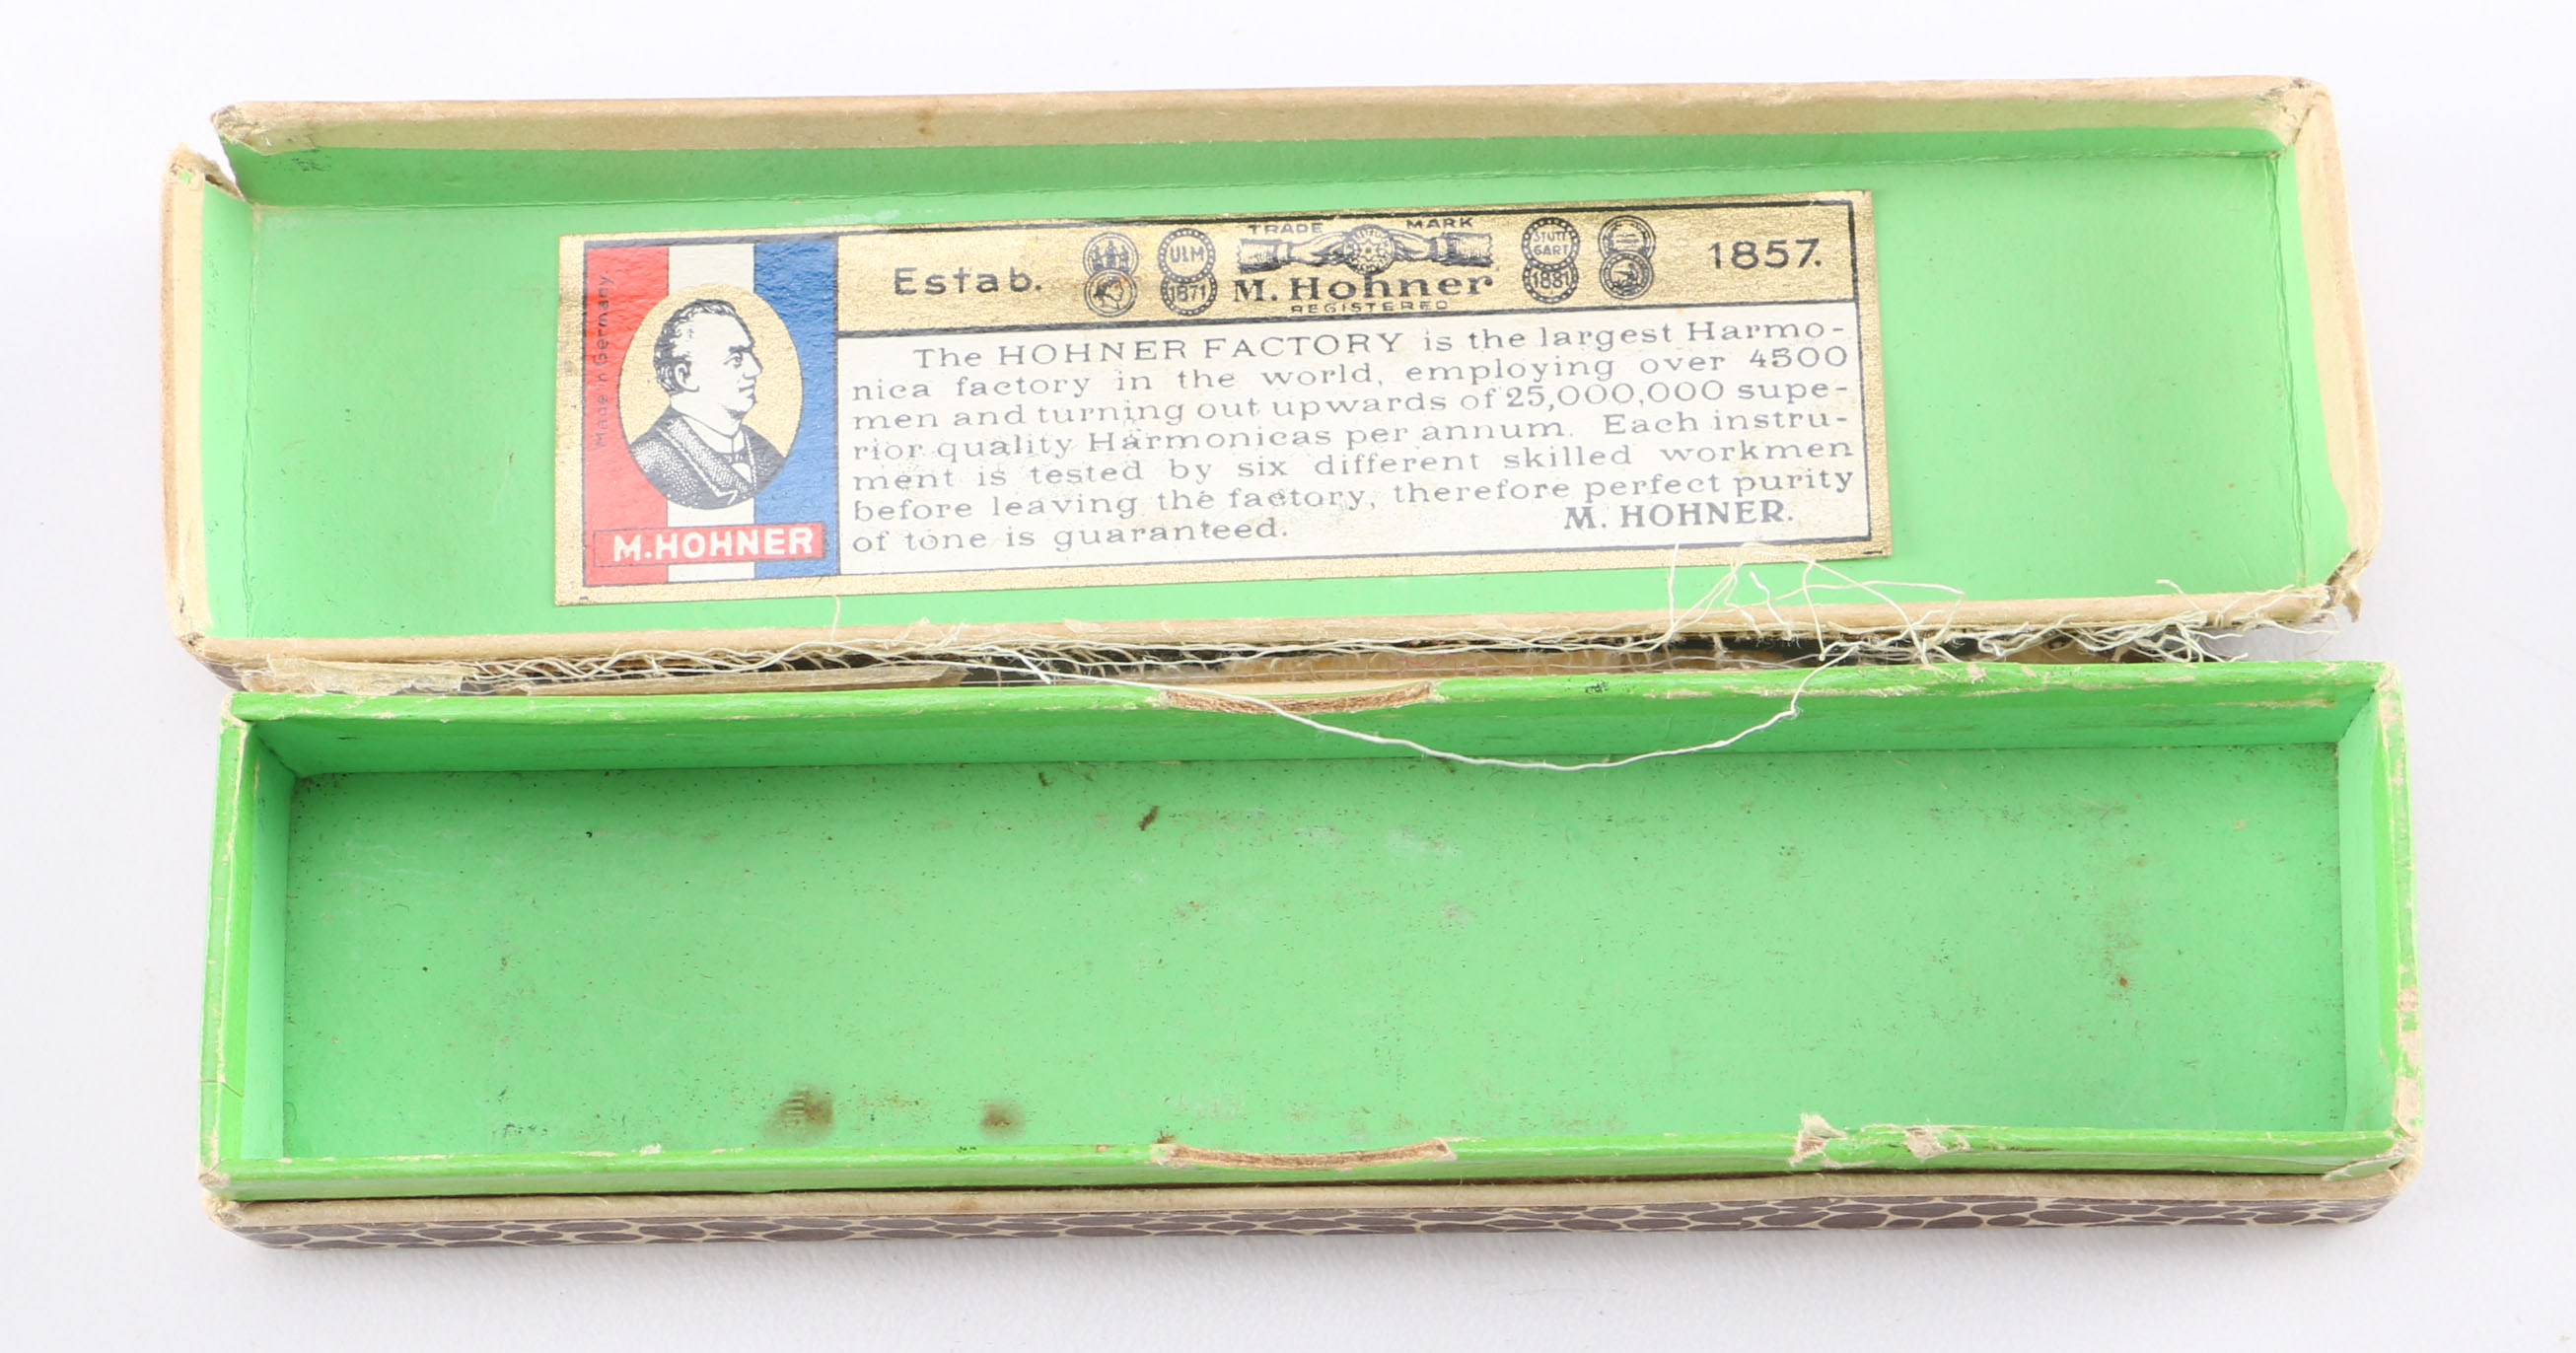 Made in Germany
M.HOHNER
Estab.
ULM
1871
TRADE MARK
M. Hohner
REGISTERED
STUTT
GART
1881
1857.
The HOHNER FACTORY is the largest Harmo-
nica factory in the world, employing over 4500
men and turning out upwards of 25,000,000 supe-
rior quality Harmonicas per annum. Each instru-
ment is tested by six different skilled workmen
before leaving the factory, therefore perfect purity
of tone is guaranteed.
M. HOHNER.